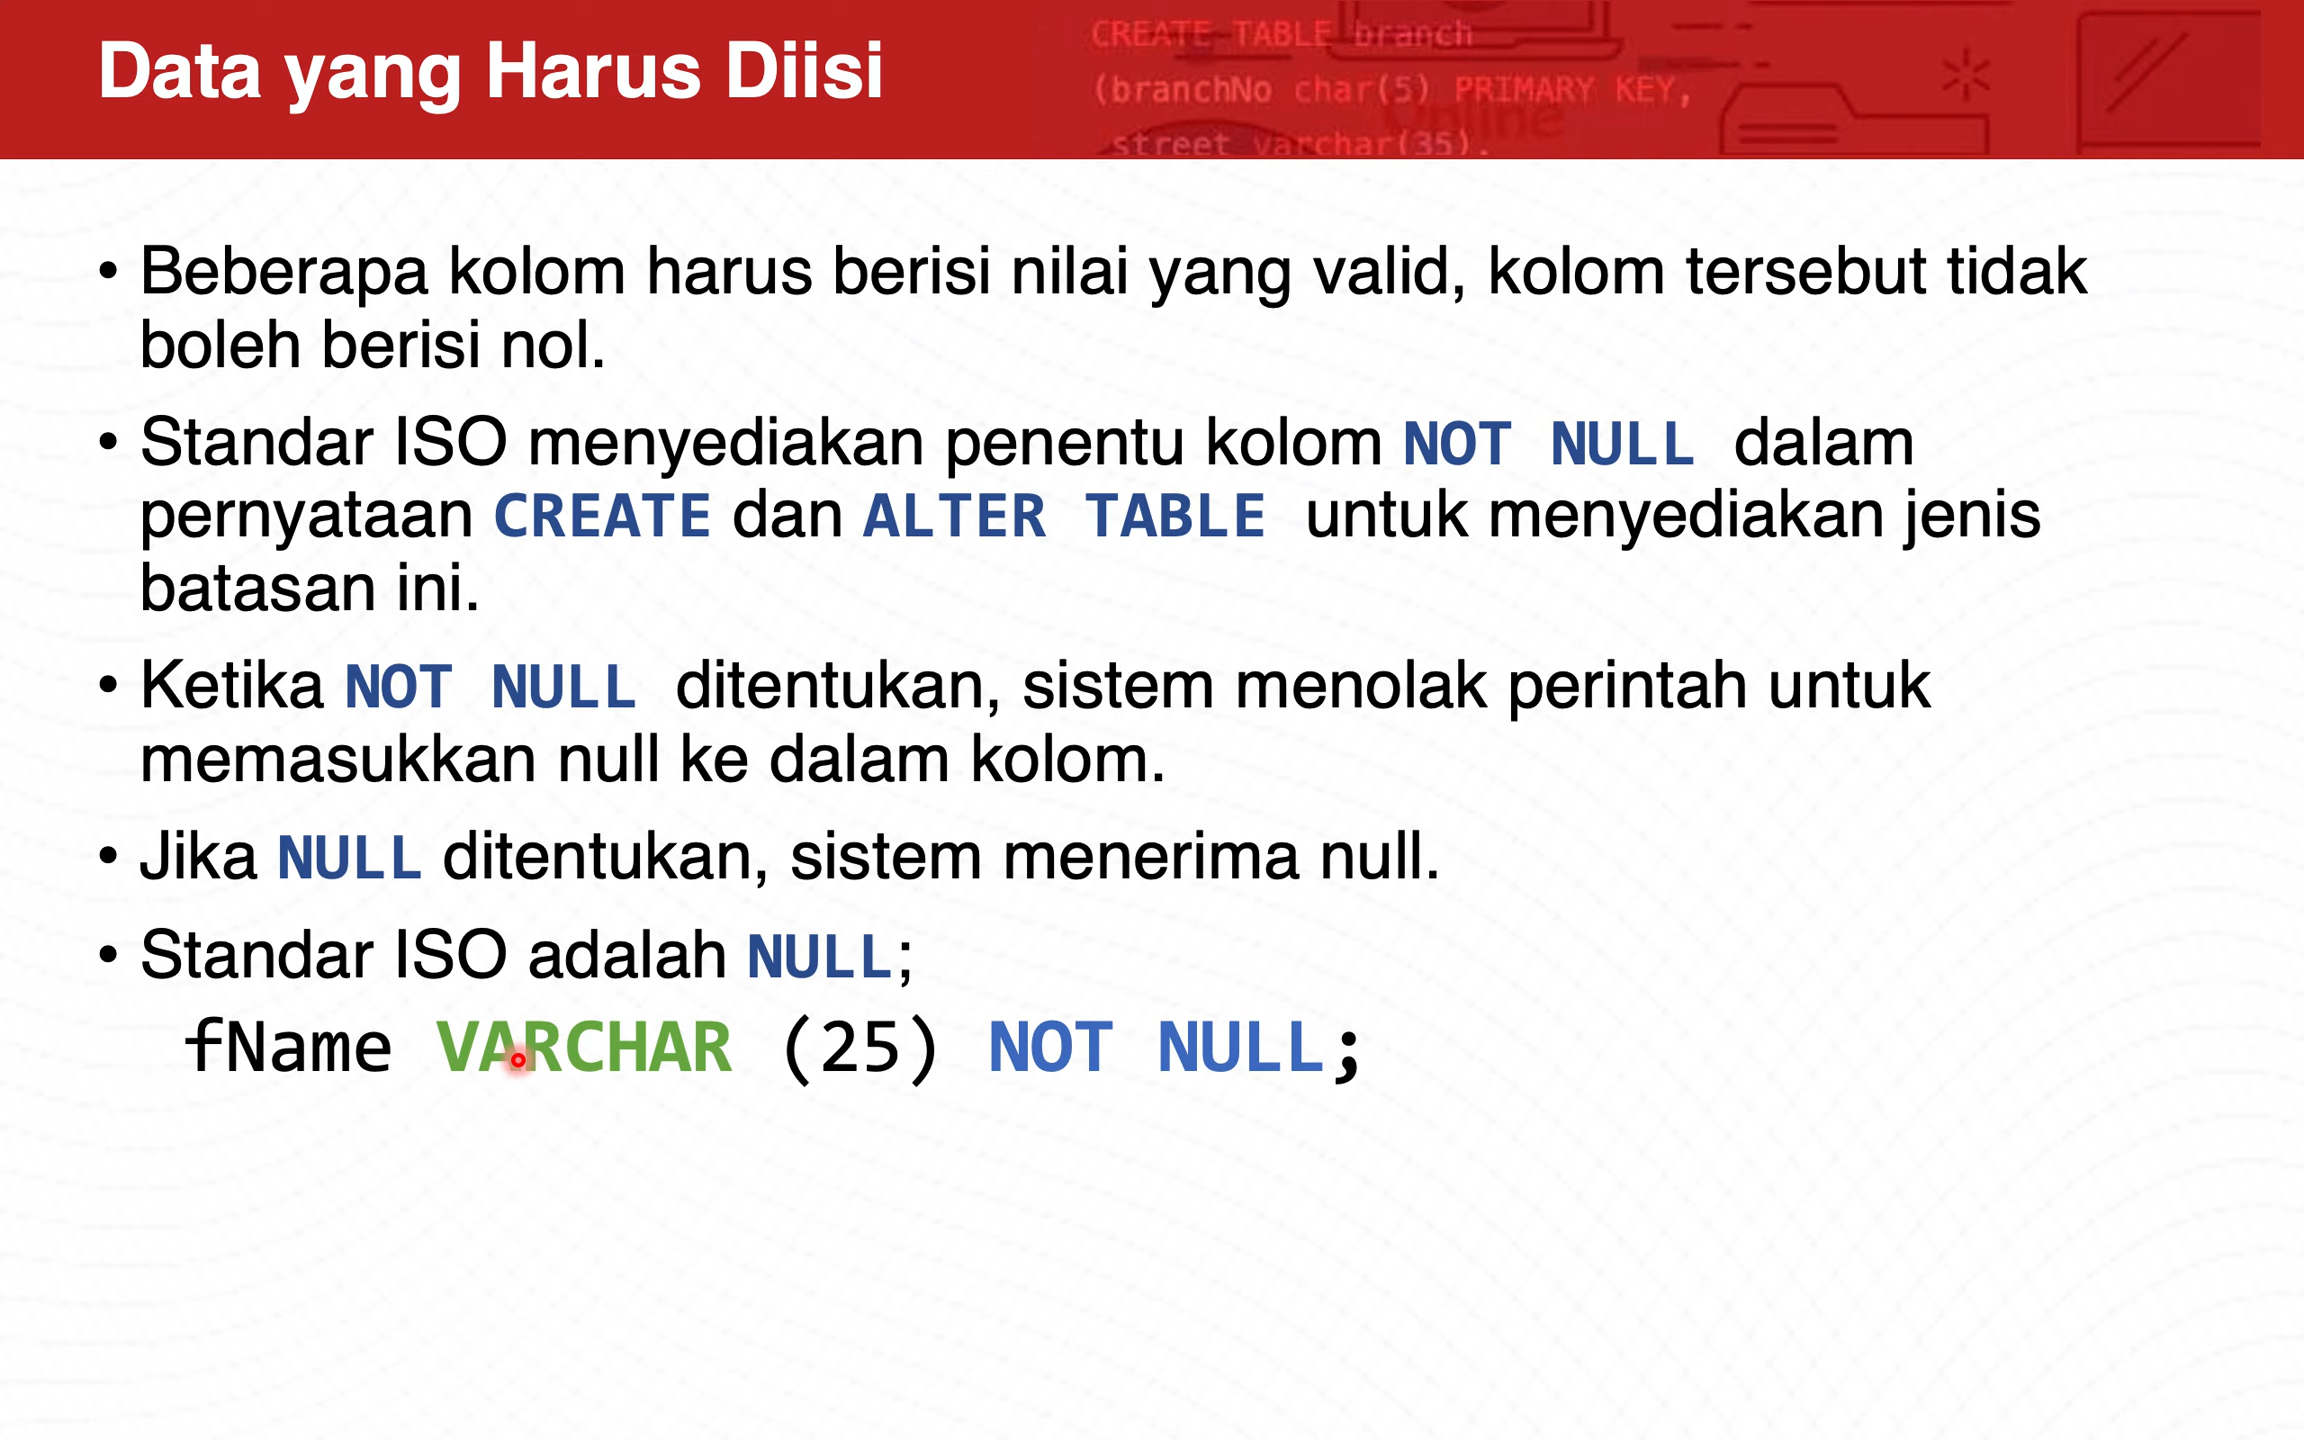 Data yang Harus Diisi
CREATE TABLE branch
(branchNo char(5) PRIMARY KEY,
street varchar(35).
Online
• Beberapa kolom harus berisi nilai yang valid, kolom tersebut tidak
boleh berisi nol.
• Standar ISO menyediakan penentu kolom NOT NULL dalam
pernyataan CREATE dan ALTER TABLE untuk menyediakan jenis
batasan ini.
• Ketika NOT NULL ditentukan, sistem menolak perintah untuk
memasukkan null ke dalam kolom.
• Jika NULL ditentukan, sistem menerima null.
• Standar ISO adalah NULL;
fName VARCHAR (25) NOT NULL;